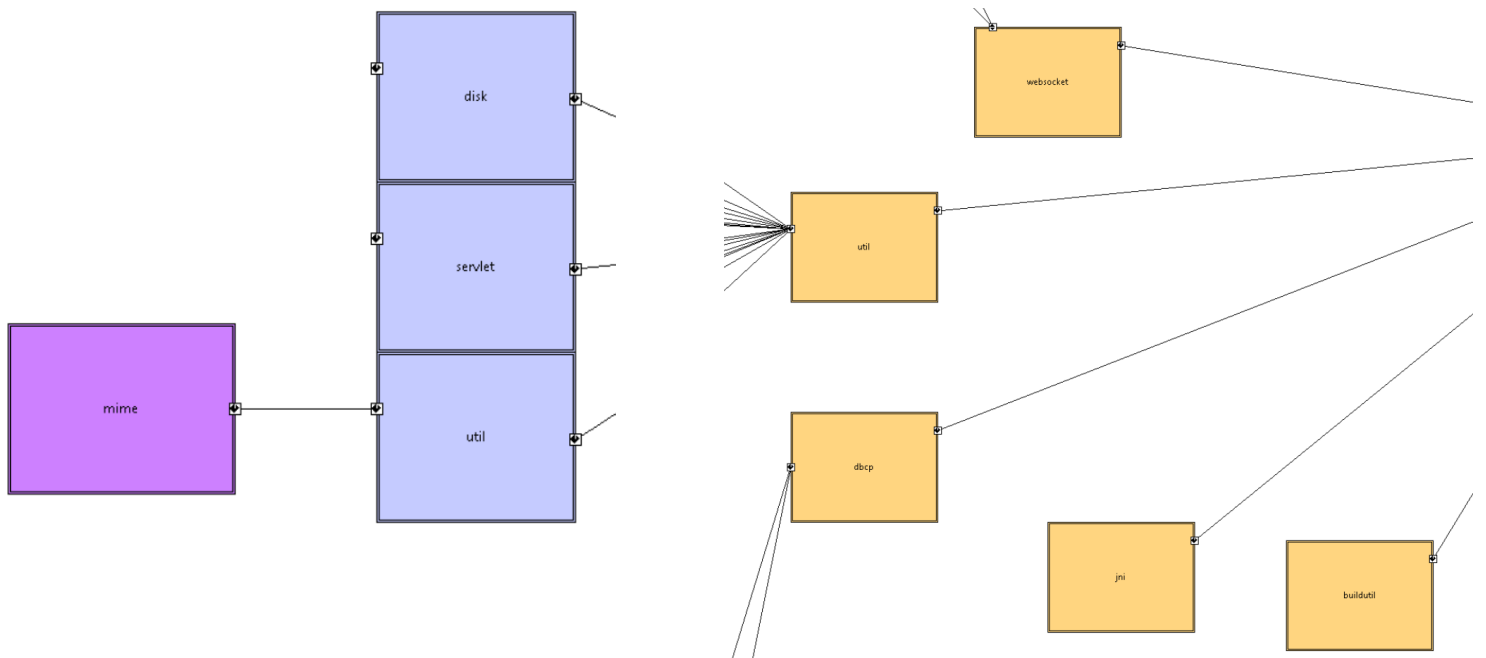 disk
servlet
mime
util
websocket
util
dbcp
jni
buildutil